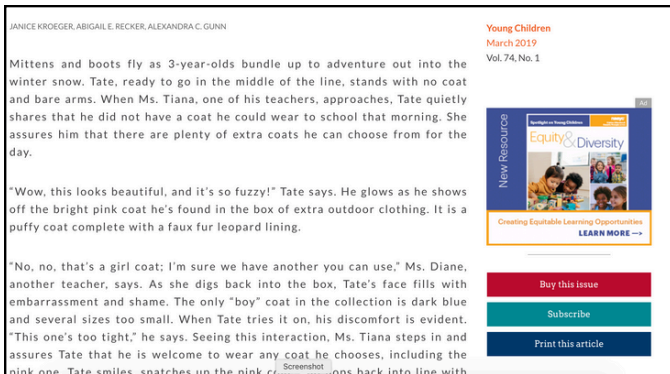 JANICE KROEGER, ABIGAIL E. RECKER, ALEXANDRA C. GUNN
Mittens and boots fly as 3-year-olds bundle up to adventure out into the
winter snow. Tate, ready to go in the middle of the line, stands with no coat
and bare arms. When Ms. Tiana, one of his teachers, approaches, Tate quietly
shares that he did not have a coat he could wear to school that morning. She
assures him that there are plenty of extra coats he can choose from for the
day.
“Wow, this looks beautiful, and it’s so fuzzy!” Tate says. He glows as he shows
off the bright pink coat he’s found in the box of extra outdoor clothing. It is a
puffy coat complete with a faux fur leopard lining.
“No, no, that’s a girl coat; I’m sure we have another you can use,” Ms. Diane,
another teacher, says. As she digs back into the box, Tate’s face fills with
embarrassment and shame. The only “boy” coat in the collection is dark blue
and several sizes too small. When Tate tries it on, his discomfort is evident.
“This one’s too tight,” he says. Seeing this interaction, Ms. Tiana steps in and
assures Tate that he is welcome to wear any coat he chooses, including the
pink one. Tate smiles, snatches up the pink back into line with
Screenshot
Young Children
March 2019
Vol. 74, No. 1
Ad
New Resource
Spotlight on Young Children
Equity & Diversity
Creating Equitable Learning Opportunities
LEARN MORE —>
Buy this issue
Subscribe
Print this article